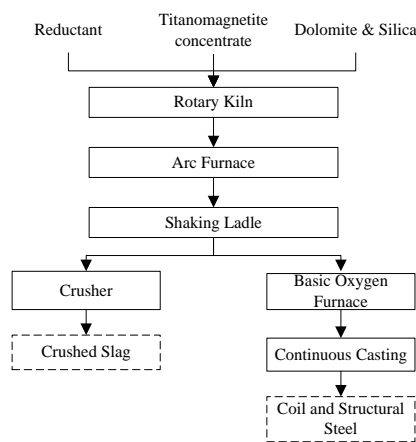 Reductant
Titanomagnetite
concentrate
Dolomite & Silica
Rotary Kiln
Arc Furnace
Shaking Ladle
Crusher
Basic Oxygen
Furnace
Crushed Slag
Continuous Casting
Coil and Structural
Steel